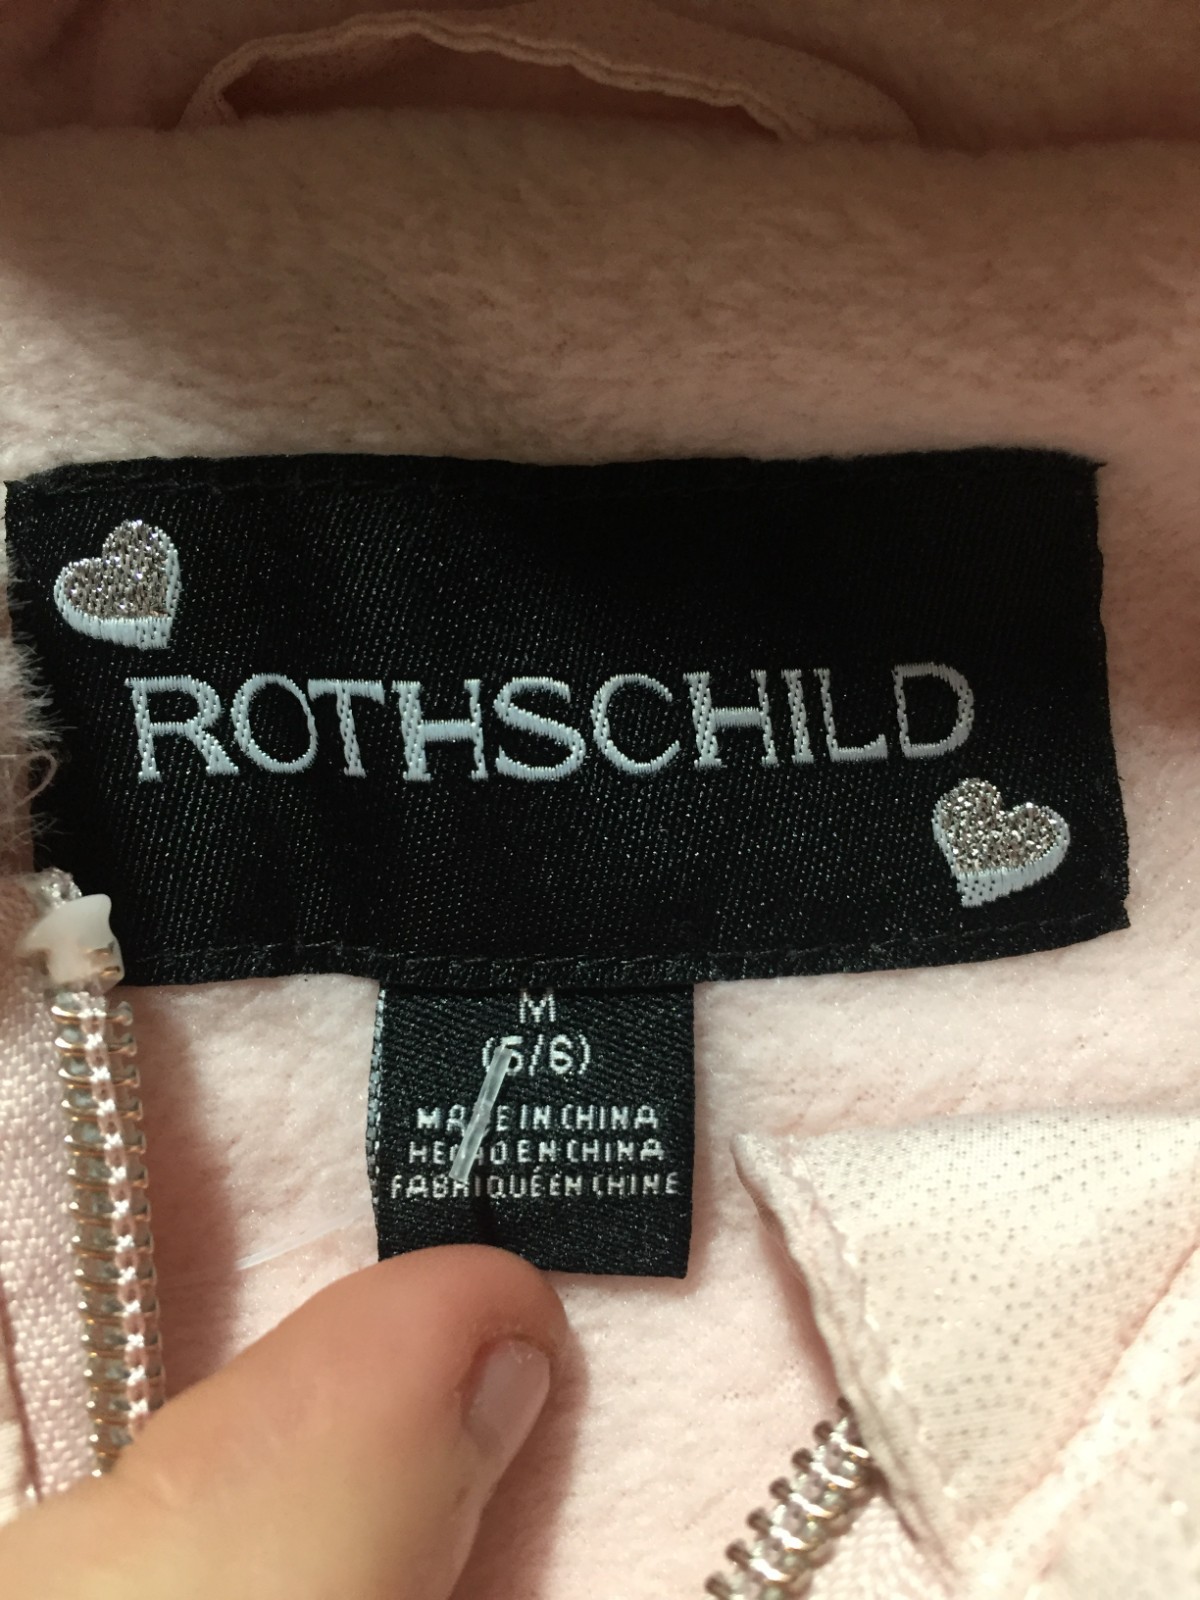 ROTHSCHILD
M
(5/6)
MADE IN CHINA
HECHO EN CHINA
FABRIQUÉ EN CHINE